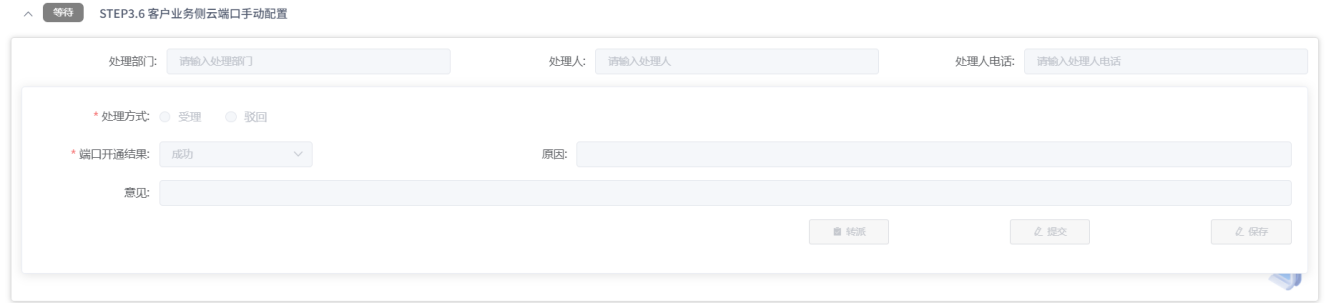 等待 STEP3.6 客户业务侧云端口手动配置
处理部门: 请输入处理部门 处理人: 请输入处理人 处理人电话: 请输入处理人电话
* 处理方式: 受理 驳回
* 端口开通结果: 成功 原因:
意见:
转派 提交 保存